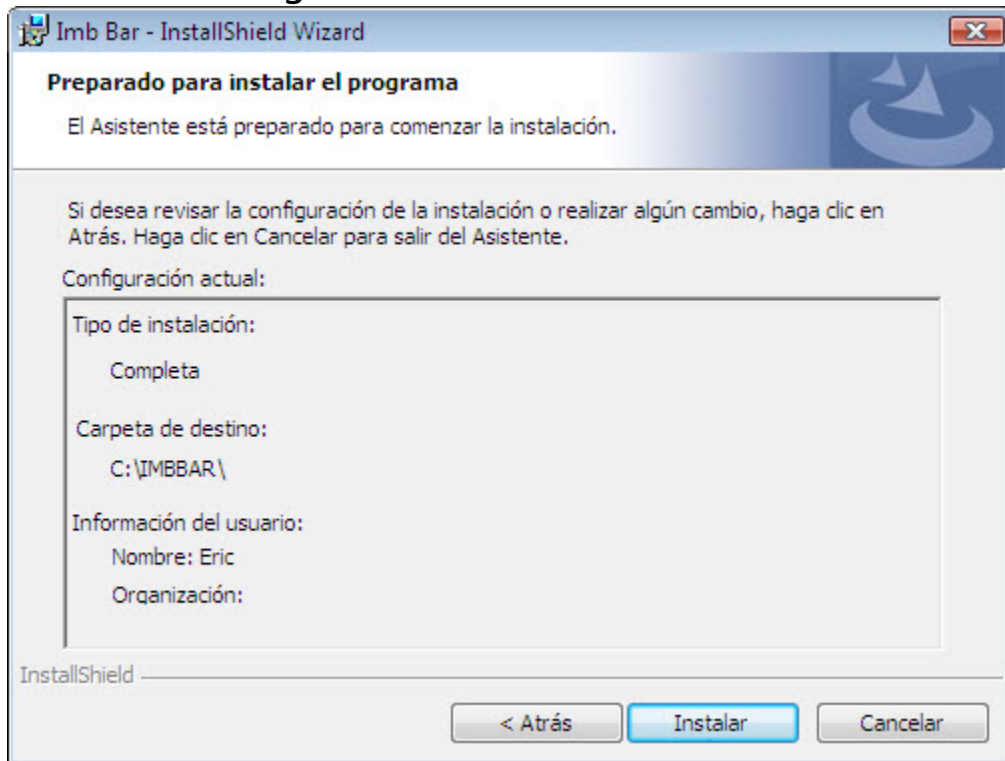 Imb Bar - InstallShield Wizard
Preparado para instalar el programa
El Asistente está preparado para comenzar la instalación.
Si desea revisar la configuración de la instalación o realizar algún cambio, haga clic en
Atrás. Haga clic en Cancelar para salir del Asistente.
Configuración actual:
Tipo de instalación:
Completa
Carpeta de destino:
C:\IMBBAR\
Información del usuario:
Nombre: Eric
Organización:
InstallShield
< Atrás Instalar Cancelar